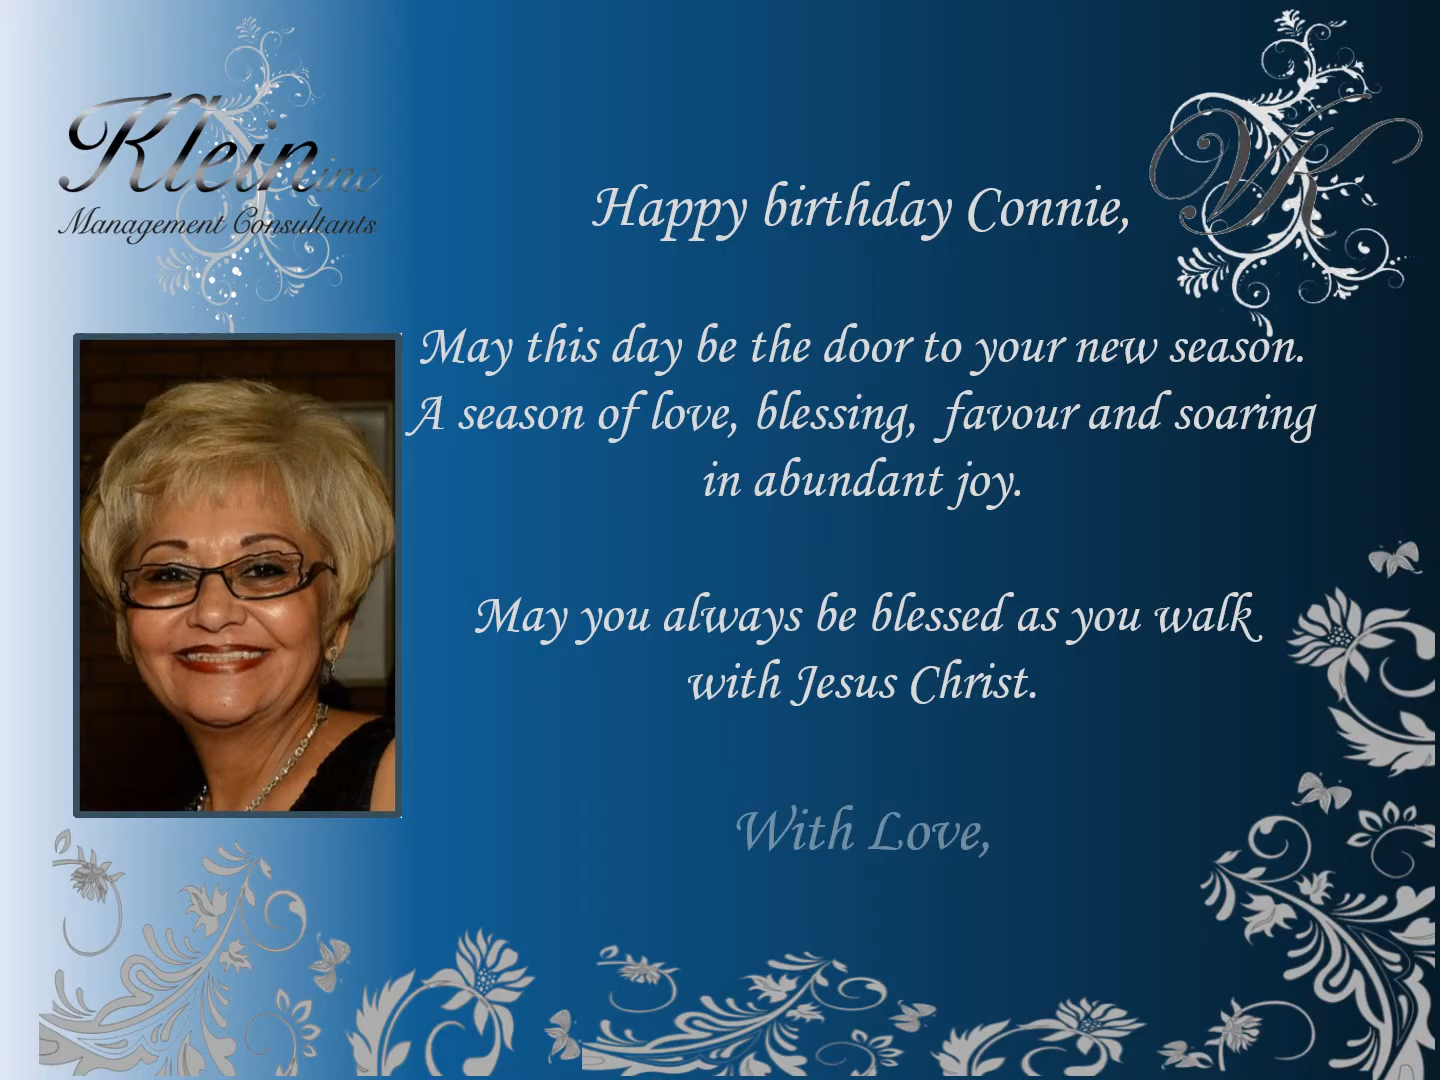 Klein inc
Management Consultants
VK
Happy birthday Connie,
May this day be the door to your new season.
A season of love, blessing,  favour and soaring
in abundant joy.
May you always be blessed as you walk
with Jesus Christ.
With Love,